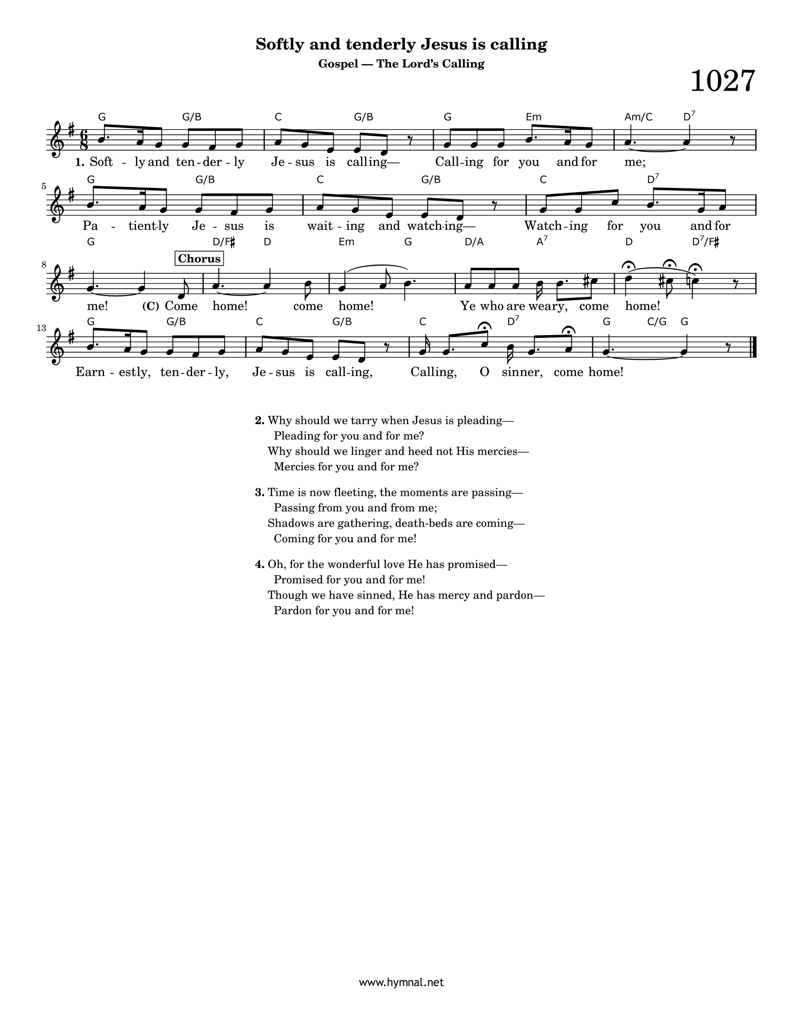 Softly and tenderly Jesus is calling
Gospel — The Lord's Calling
1027
G G/B C G/B G Em Am/C D7
1. Soft - ly and ten - der - ly Je - sus is calling— Call - ing for you and for me;
5
G G/B C G/B C D7
Pa - tient-ly Je - sus is wait - ing and watch-ing— Watch - ing for you and for
G D/F♯ D Em G D/A A7 D D7/F♯
8
Chorus
me! (C) Come home! come home! Ye who are weary, come home!
13
G G/B C G/B C D7 G C/G G
Earn - estly, ten - der - ly, Je - sus is call-ing, Calling, O sinner, come home!
2. Why should we tarry when Jesus is pleading—
Pleading for you and for me?
Why should we linger and heed not His mercies—
Mercies for you and for me?
3. Time is now fleeting, the moments are passing—
Passing from you and from me;
Shadows are gathering, death-beds are coming—
Coming for you and for me!
4. Oh, for the wonderful love He has promised—
Promised for you and for me!
Though we have sinned, He has mercy and pardon—
Pardon for you and for me!
www.hymnal.net